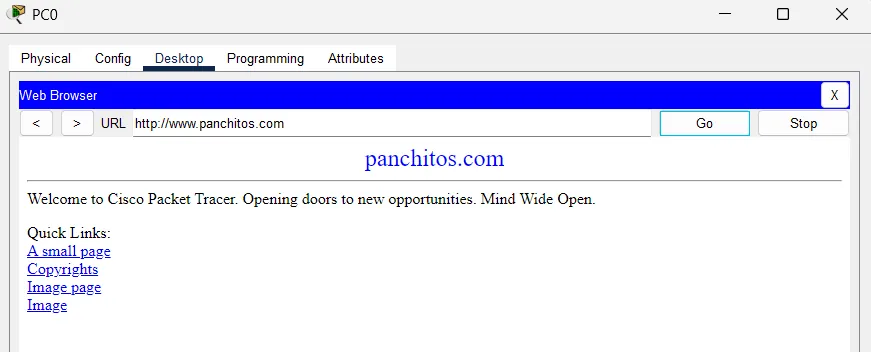 PC0
Physical Config Desktop Programming Attributes
Web Browser X
< > URL http://www.panchitos.com Go Stop
panchitos.com
Welcome to Cisco Packet Tracer. Opening doors to new opportunities. Mind Wide Open.
Quick Links:
A small page
Copyrights
Image page
Image